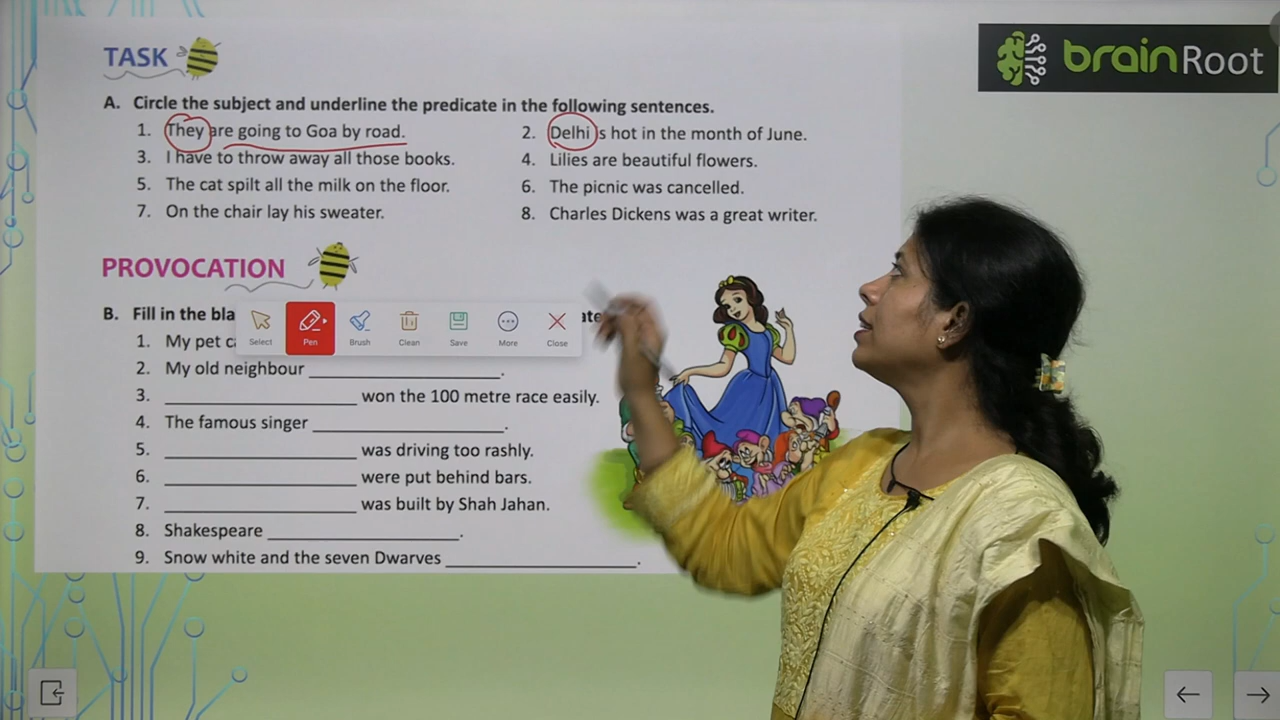 TASK
brainRoot
A. Circle the subject and underline the predicate in the following sentences.
1. They are going to Goa by road.
2. Delhi is hot in the month of June.
3. I have to throw away all those books.
4. Lilies are beautiful flowers.
5. The cat spilt all the milk on the floor.
6. The picnic was cancelled.
7. On the chair lay his sweater.
8. Charles Dickens was a great writer.
PROVOCATION
B. Fill in the
Select Pen Brush Clean Save More Close
1. My pet
2. My old neighbour ____________________.
3. ____________________ won the 100 metre race easily.
4. The famous singer ____________________.
5. ____________________ was driving too rashly.
6. ____________________ were put behind bars.
7. ____________________ was built by Shah Jahan.
8. Shakespeare ____________________.
9. Snow white and the seven Dwarves ____________________.